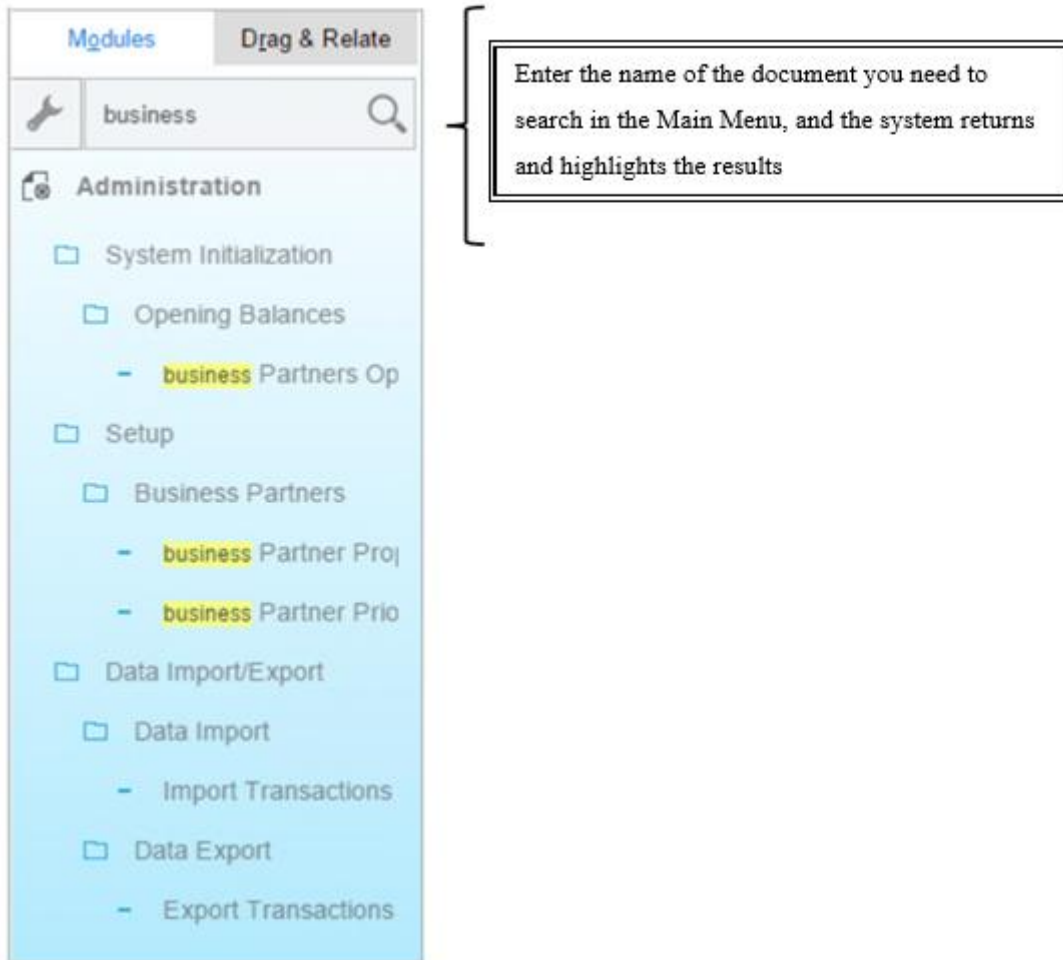 Modules
Drag & Relate
business
Enter the name of the document you need to
search in the Main Menu, and the system returns
and highlights the results
Administration
System Initialization
Opening Balances
business Partners Op
Setup
Business Partners
business Partner Pro
business Partner Prio
Data Import/Export
Data Import
Import Transactions
Data Export
Export Transactions